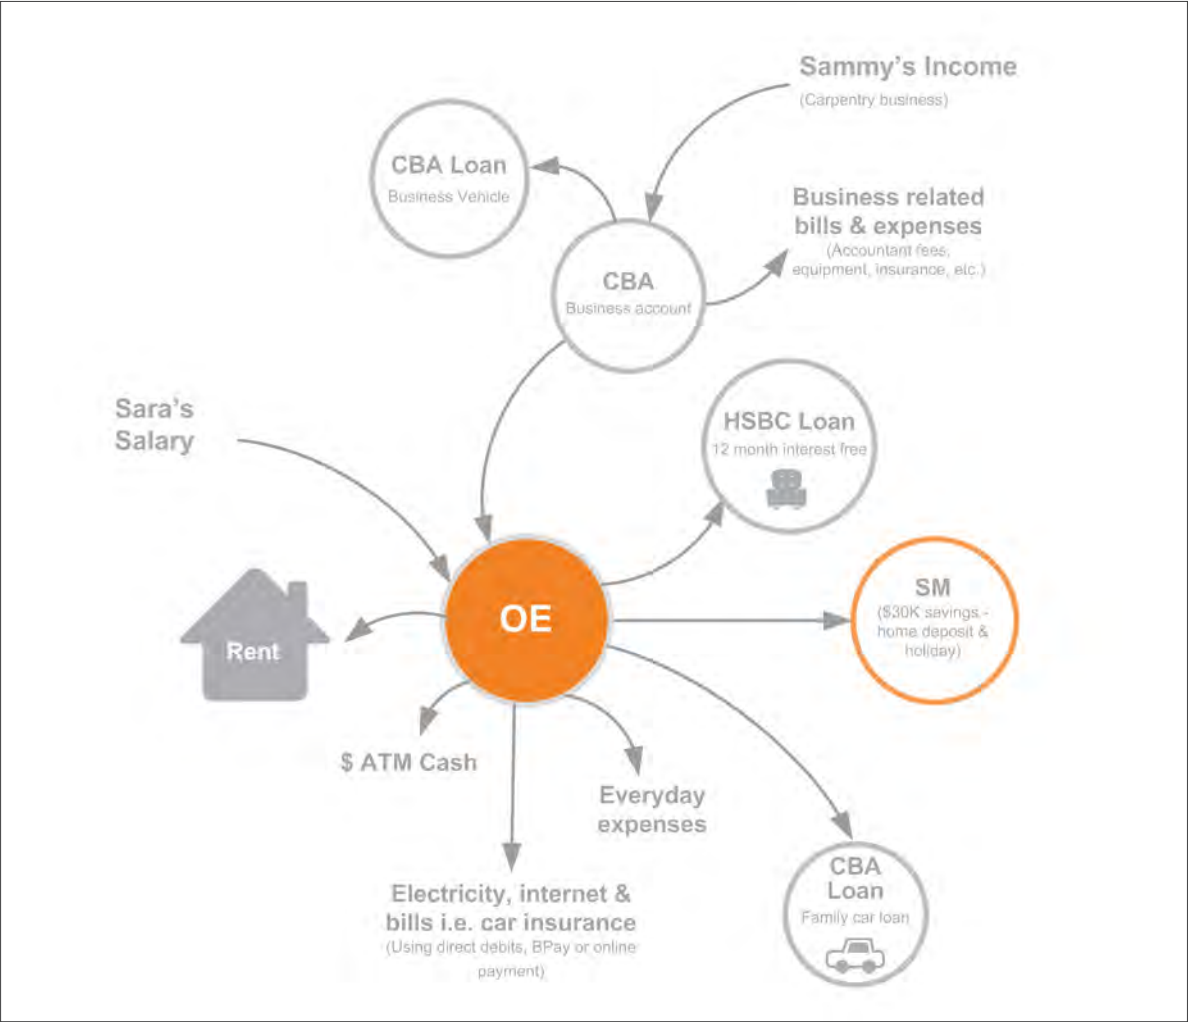 Sammy's Income
(Carpentry business)
CBA Loan
Business Vehicle
Business related
bills & expenses
(Accountant fees,
equipment, insurance, etc.)
CBA
Business account
Sara's
Salary
HSBC Loan
12 month interest free
OE
SM
($30K savings -
home deposit &
holiday)
Rent
$ ATM Cash
Everyday
expenses
Electricity, internet &
bills i.e. car insurance
(Using direct debits, BPay or online
payment)
CBA
Loan
Family car loan